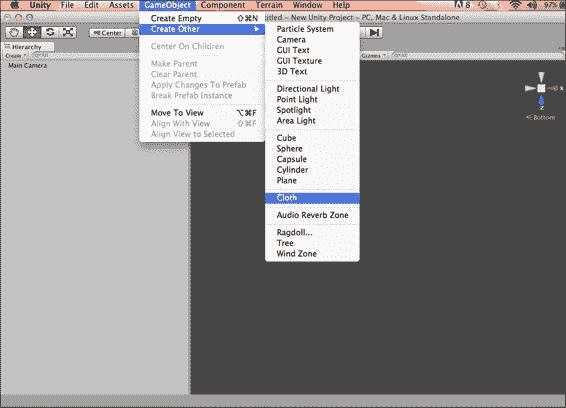 Unity File Edit Assets GameObject Component Terrain Window Help 8 97%
Untitled – New Unity Project – PC, Mac & Linux Standalone
Create Empty ⇧⌘N
Create Other
Center On Children
Make Parent
Clear Parent
Apply Changes To Prefab
Break Prefab Instance
Move To View ⌥⌘F
Align With View ⇧⌘F
Align View to Selected
Particle System
Camera
GUI Text
GUI Texture
3D Text
Directional Light
Point Light
Spotlight
Area Light
Cube
Sphere
Capsule
Cylinder
Plane
Cloth
Audio Reverb Zone
Ragdoll...
Tree
Wind Zone
Center
Hierarchy
Create All
Main Camera
Gizmos All
x
z
Bottom